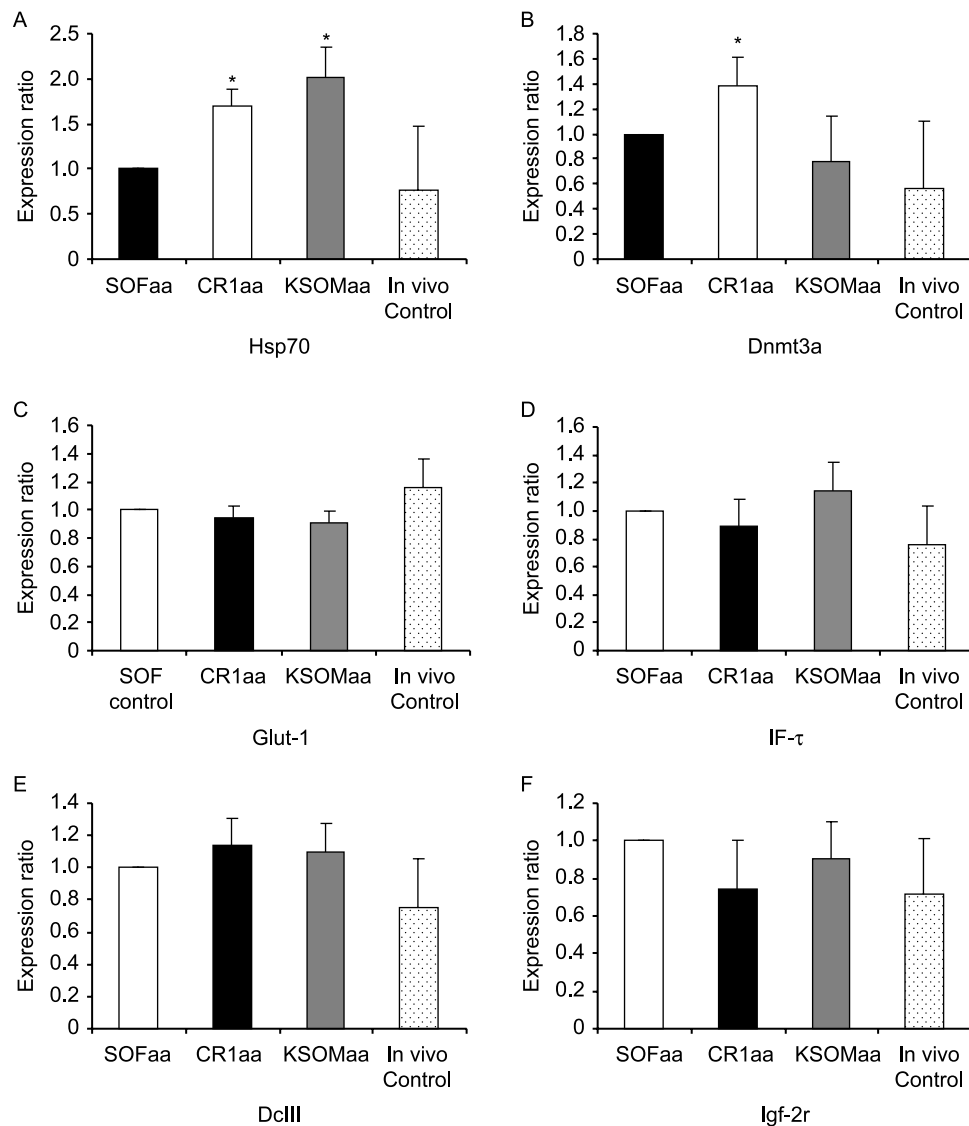 A
B
2.5
2.0
1.5
1.0
0.5
0
Expression ratio
*
*
SOFaa CR1aa KSOMaa In vivo
Control
Hsp70
1.8
1.6
1.4
1.2
1.0
0.8
0.6
0.4
0.2
0
Expression ratio
*
SOFaa CR1aa KSOMaa In vivo
Control
Dnmt3a
C
D
1.6
1.4
1.2
1.0
0.8
0.6
0.4
0.2
0
Expression ratio
SOF CR1aa KSOMaa In vivo
control Control
Glut-1
1.6
1.4
1.2
1.0
0.8
0.6
0.4
0.2
0
Expression ratio
SOFaa CR1aa KSOMaa In vivo
Control
IF-τ
E
F
1.4
1.2
1.0
0.8
0.6
0.4
0.2
0
Expression ratio
SOFaa CR1aa KSOMaa In vivo
Control
DcIII
1.2
1.0
0.8
0.6
0.4
0.2
0
Expression ratio
SOFaa CR1aa KSOMaa In vivo
Control
Igf-2r